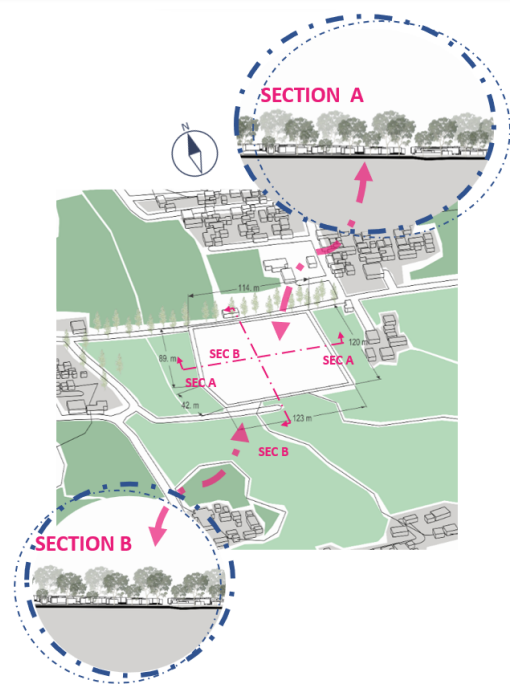 SECTION A
N
114. m
120 m
SEC B
89. m
SEC A
SEC A
42. m
123 m
SEC B
SECTION B